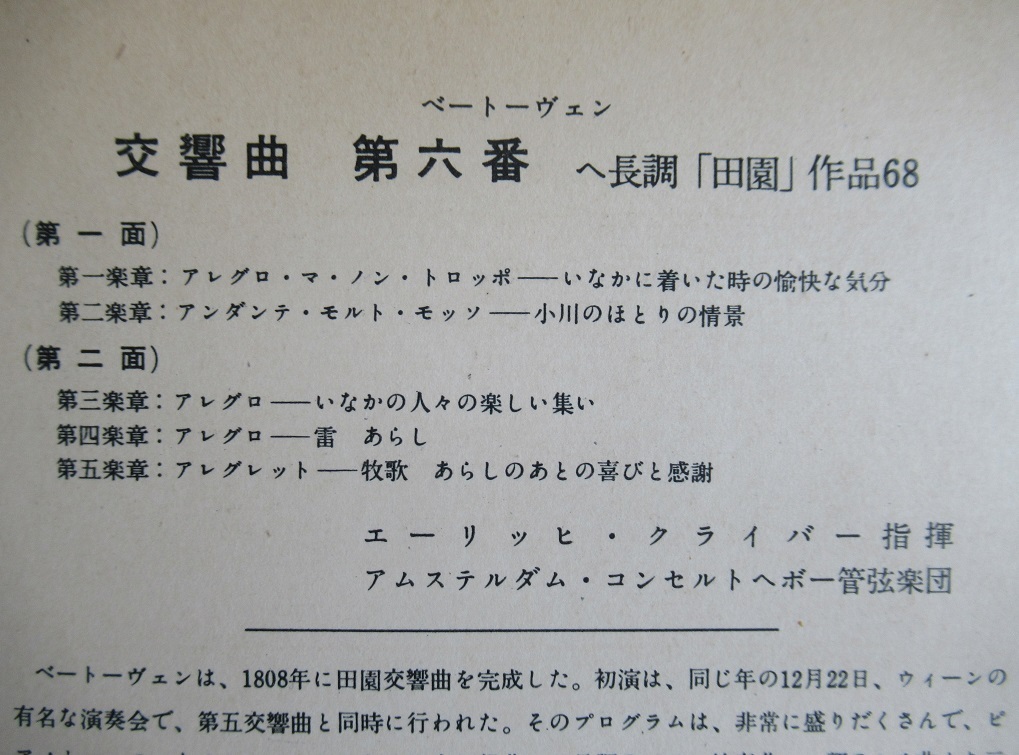 ベートーヴェン
交響曲 第六番 ヘ長調「田園」作品68
(第一面)
第一楽章：アレグロ・マ・ノン・トロッポ――いなかに着いた時の愉快な気分
第二楽章：アンダンテ・モルト・モッソ――小川のほとりの情景
(第二面)
第三楽章：アレグロ――いなかの人々の楽しい集い
第四楽章：アレグロ――雷 あらし
第五楽章：アレグレット――牧歌 あらしのあとの喜びと感謝
エーリッヒ・クライバー指揮
アムステルダム・コンセルトヘボー管弦楽団
ベートーヴェンは、1808年に田園交響曲を完成した。初演は、同じ年の12月22日、ウィーンの
有名な演奏会で、第五交響曲と同時に行われた。そのプログラムは、非常に盛りだくさんで、ピ